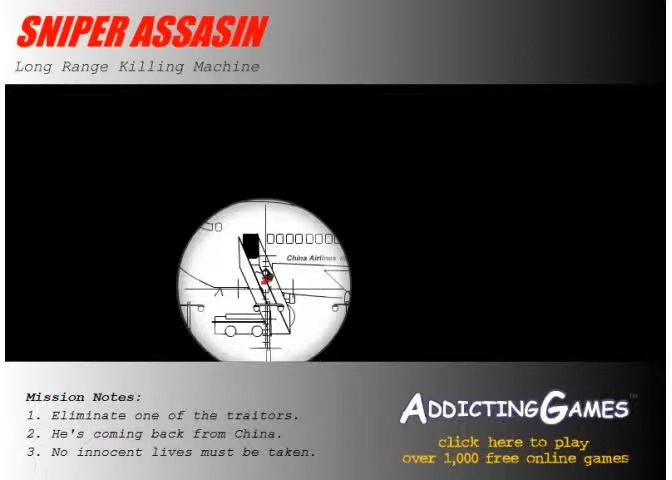 SNIPER ASSASIN
Long Range Killing Machine
China Airlines
Mission Notes:
1. Eliminate one of the traitors.
2. He's coming back from China.
3. No innocent lives must be taken.
ADDICTINGGAMES™
click here to play
over 1,000 free online games